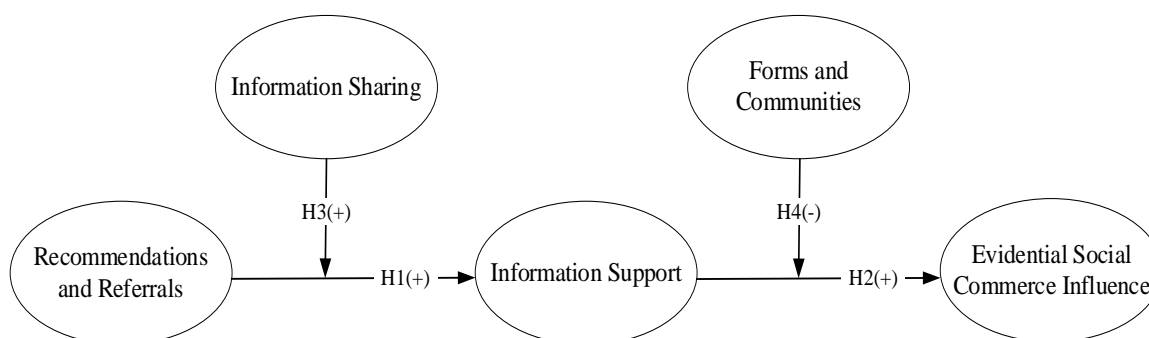 Information Sharing
Forms and
Communities
H3(+)
H4(-)
Recommendations
and Referrals
H1(+)
Information Support
H2(+)
Evidential Social
Commerce Influence